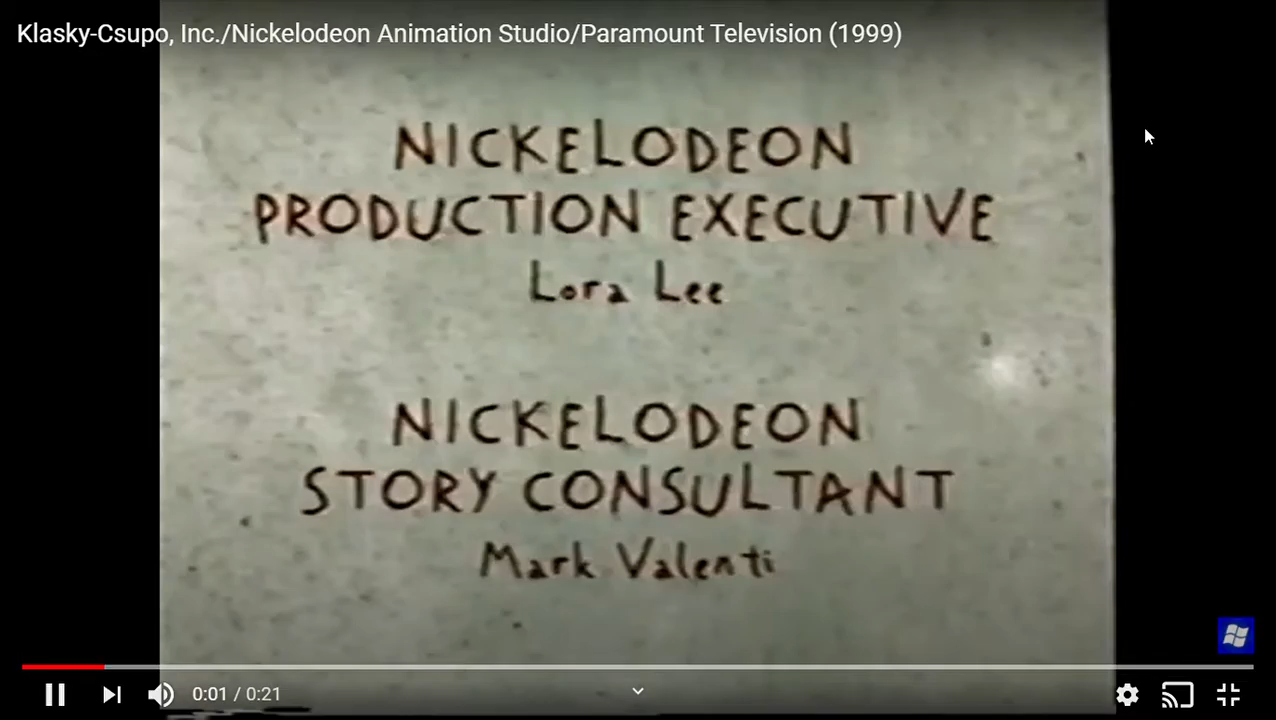 Klasky-Csupo, Inc./Nickelodeon Animation Studio/Paramount Television (1999)
NICKELODEON
PRODUCTION EXECUTIVE
Lora Lee
NICKELODEON
STORY CONSULTANT
Mark Valenti
0:01 / 0:21